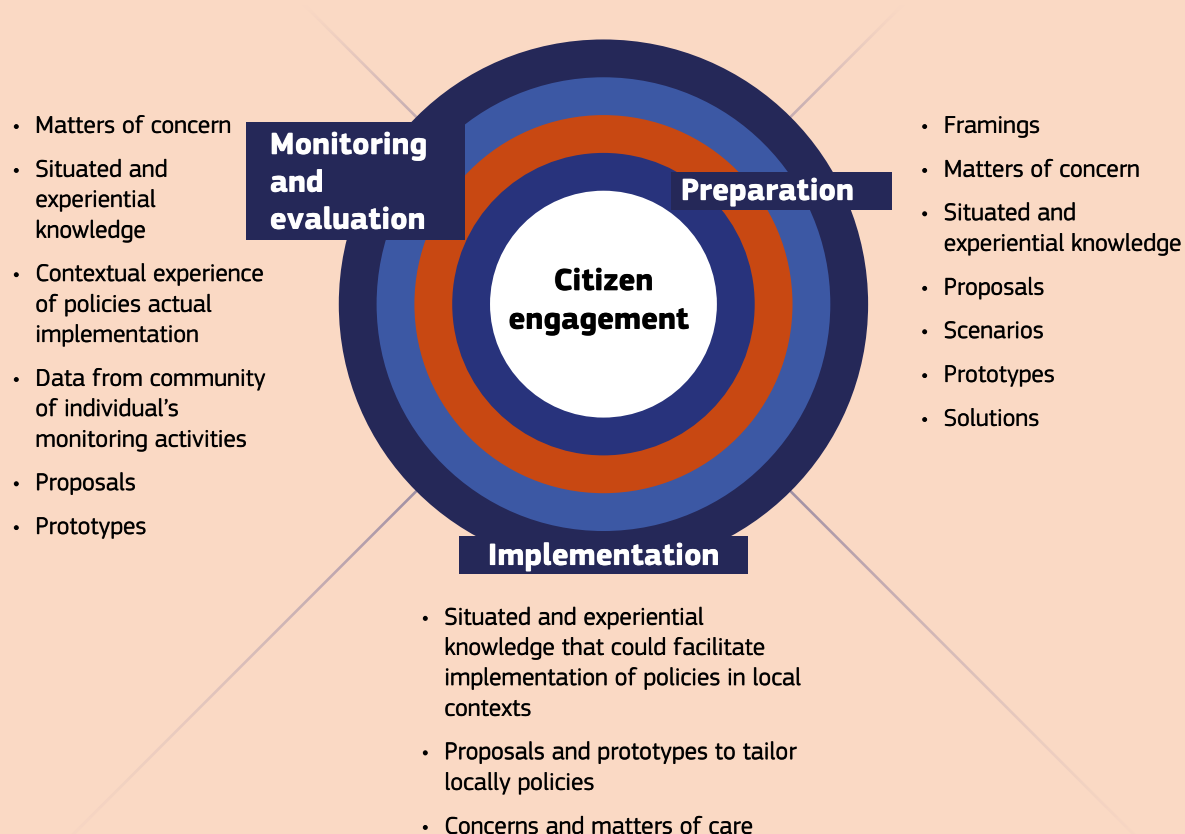 Citizen
engagement
Preparation
• Framings
• Matters of concern
• Situated and
experiential knowledge
• Proposals
• Scenarios
• Prototypes
• Solutions
Implementation
• Situated and experiential
knowledge that could facilitate
implementation of policies in local
contexts
• Proposals and prototypes to tailor
locally policies
• Concerns and matters of care
Monitoring
and
evaluation
• Matters of concern
• Situated and
experiential
knowledge
• Contextual experience
of policies actual
implementation
• Data from community
of individual’s
monitoring activities
• Proposals
• Prototypes